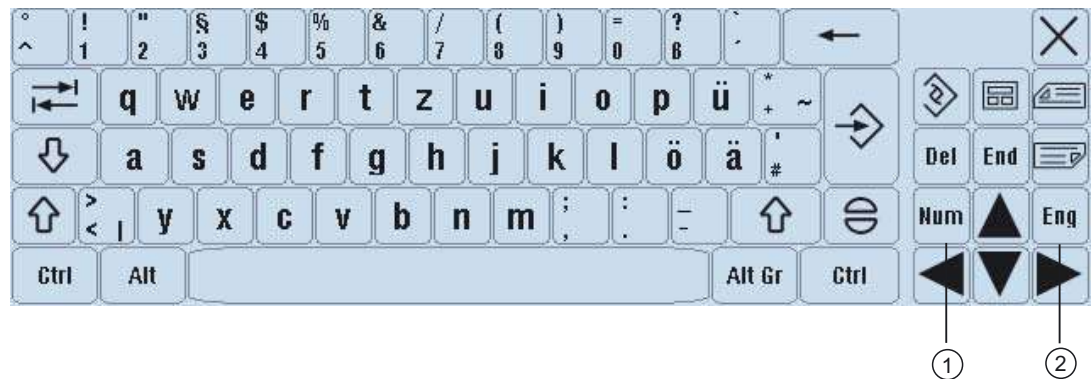 ° ! " § $ % & / ( ) = ? `
^ 1 2 3 4 5 6 7 8 9 0 ß ´
q w e r t z u i o p ü * + ~
a s d f g h j k l ö ä ' #
Del End
> < | y x c v b n m ; , : . _ -
Num Eng
Ctrl Alt Alt Gr Ctrl
1 2